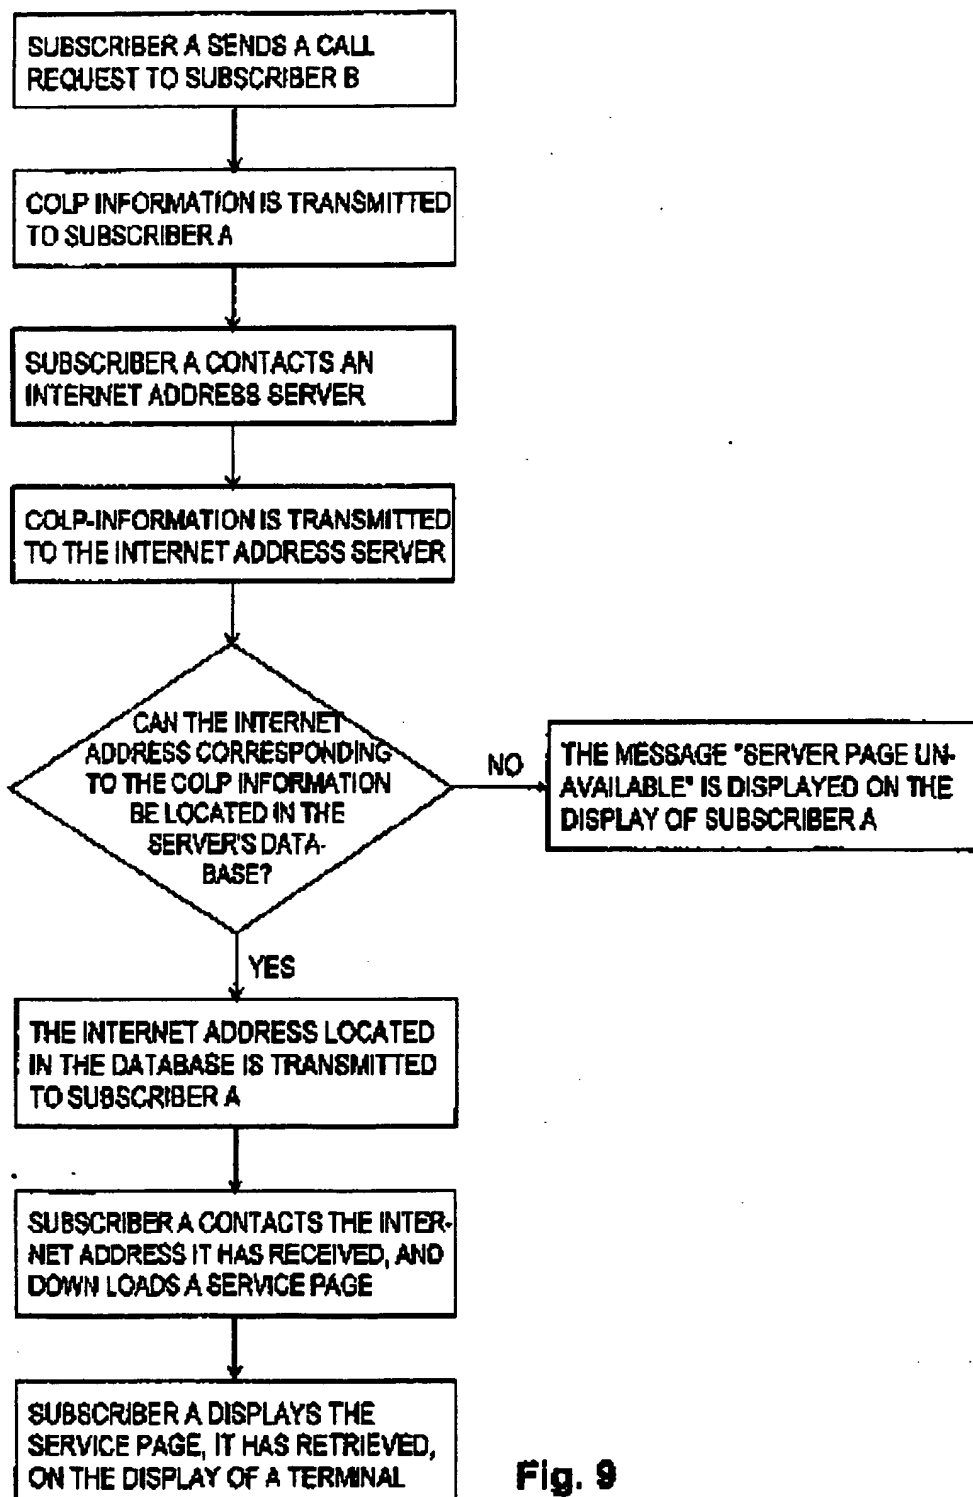 SUBSCRIBER A SENDS A CALL
REQUEST TO SUBSCRIBER B
COLP INFORMATION IS TRANSMITTED
TO SUBSCRIBER A
SUBSCRIBER A CONTACTS AN
INTERNET ADDRESS SERVER
COLP-INFORMATION IS TRANSMITTED
TO THE INTERNET ADDRESS SERVER
CAN THE INTERNET
ADDRESS CORRESPONDING
TO THE COLP INFORMATION
BE LOCATED IN THE
SERVER'S DATA-
BASE?
NO
THE MESSAGE "SERVER PAGE UN-
AVAILABLE" IS DISPLAYED ON THE
DISPLAY OF SUBSCRIBER A
YES
THE INTERNET ADDRESS LOCATED
IN THE DATABASE IS TRANSMITTED
TO SUBSCRIBER A
SUBSCRIBER A CONTACTS THE INTER-
NET ADDRESS IT HAS RECEIVED, AND
DOWN LOADS A SERVICE PAGE
SUBSCRIBER A DISPLAYS THE
SERVICE PAGE, IT HAS RETRIEVED,
ON THE DISPLAY OF A TERMINAL
Fig. 9